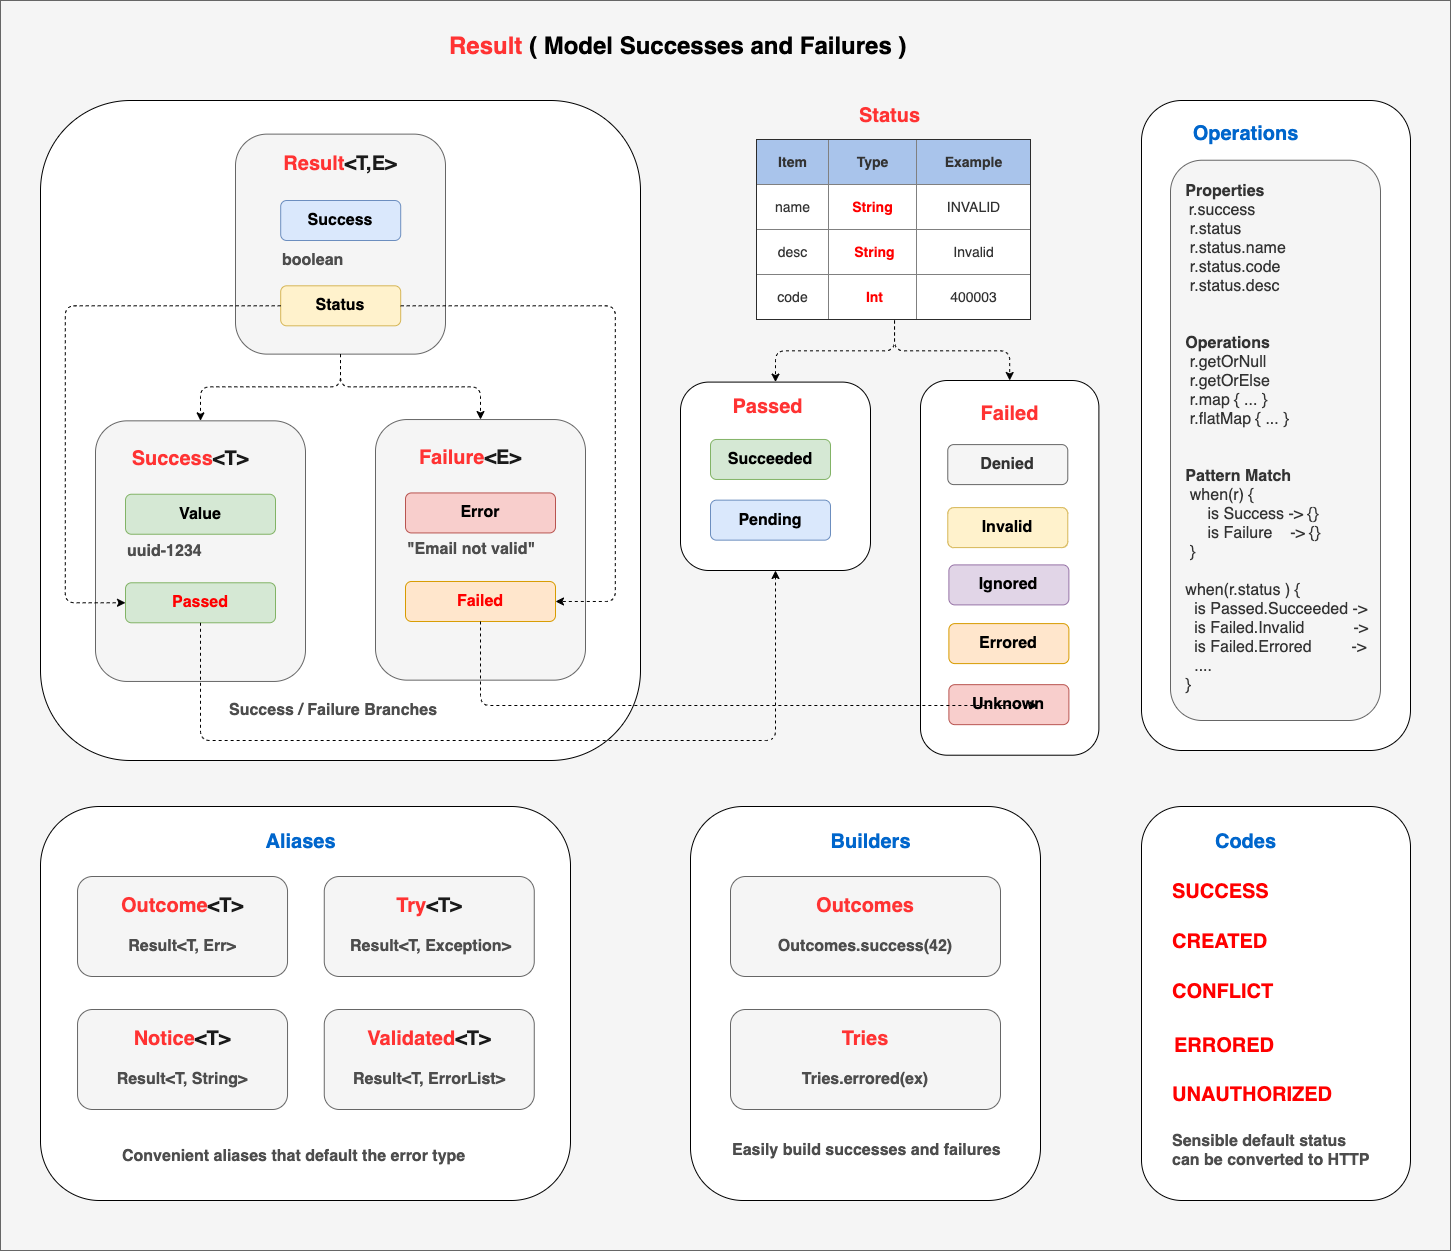 Result ( Model Successes and Failures )
Result<T,E>
Success
boolean
Status
Success<T>
Value
uuid-1234
Passed
Failure<E>
Error
"Email not valid"
Failed
Success / Failure Branches
Status
Item Type Example
name String INVALID
desc String Invalid
code Int 400003
Passed
Succeeded
Pending
Failed
Denied
Invalid
Ignored
Errored
Unknown
Operations
Properties
r.success
r.status
r.status.name
r.status.code
r.status.desc
Operations
r.getOrNull
r.getOrElse
r.map { ... }
r.flatMap { ... }
Pattern Match
when(r) {
is Success -> {}
is Failure -> {}
}
when(r.status ) {
is Passed.Succeeded ->
is Failed.Invalid ->
is Failed.Errored ->
....
}
Aliases
Outcome<T>
Result<T, Err>
Try<T>
Result<T, Exception>
Notice<T>
Result<T, String>
Validated<T>
Result<T, ErrorList>
Convenient aliases that default the error type
Builders
Outcomes
Outcomes.success(42)
Tries
Tries.errored(ex)
Easily build successes and failures
Codes
SUCCESS
CREATED
CONFLICT
ERRORED
UNAUTHORIZED
Sensible default status
can be converted to HTTP